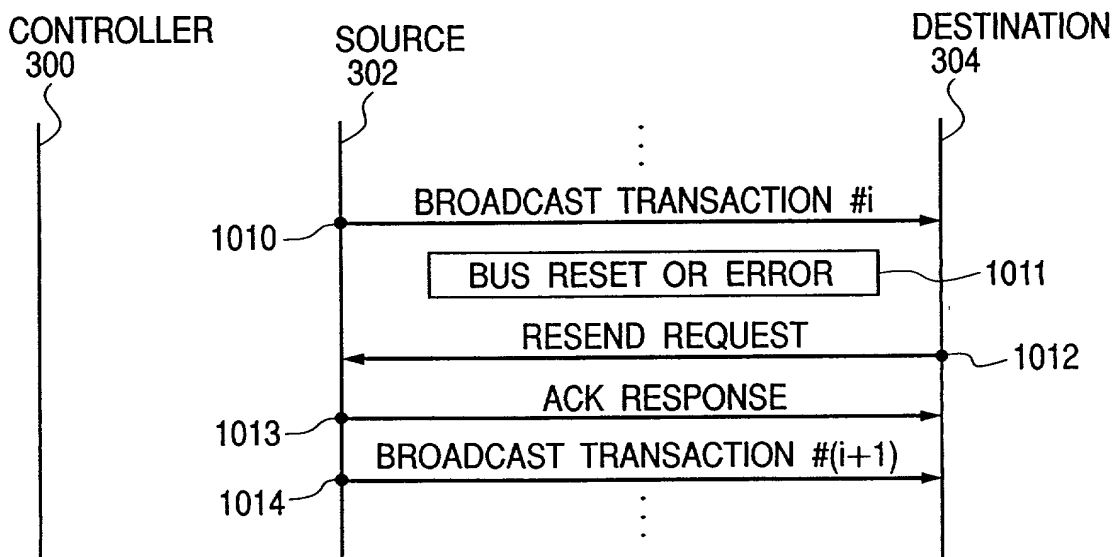 CONTROLLER
300
SOURCE
302
DESTINATION
304
BROADCAST TRANSACTION #i
1010
BUS RESET OR ERROR
1011
RESEND REQUEST
1012
ACK RESPONSE
1013
BROADCAST TRANSACTION #(i+1)
1014